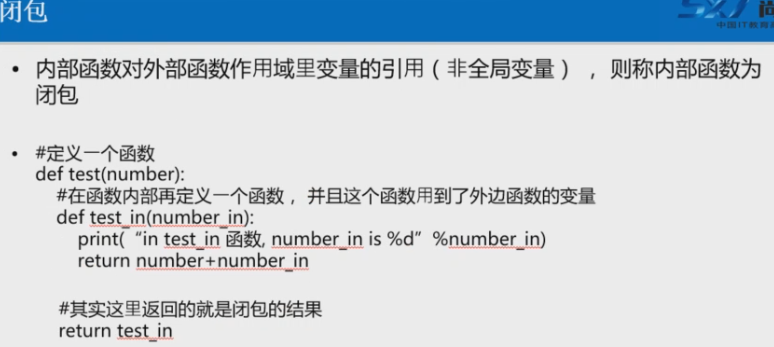 闭包
SXT 尚
中国IT教育
• 内部函数对外部函数作用域里变量的引用（非全局变量），则称内部函数为
闭包
• #定义一个函数
def test(number):
#在函数内部再定义一个函数，并且这个函数用到了外边函数的变量
def test_in(number_in):
print(“in test_in 函数, number_in is %d”%number_in)
return number+number_in
#其实这里返回的就是闭包的结果
return test_in